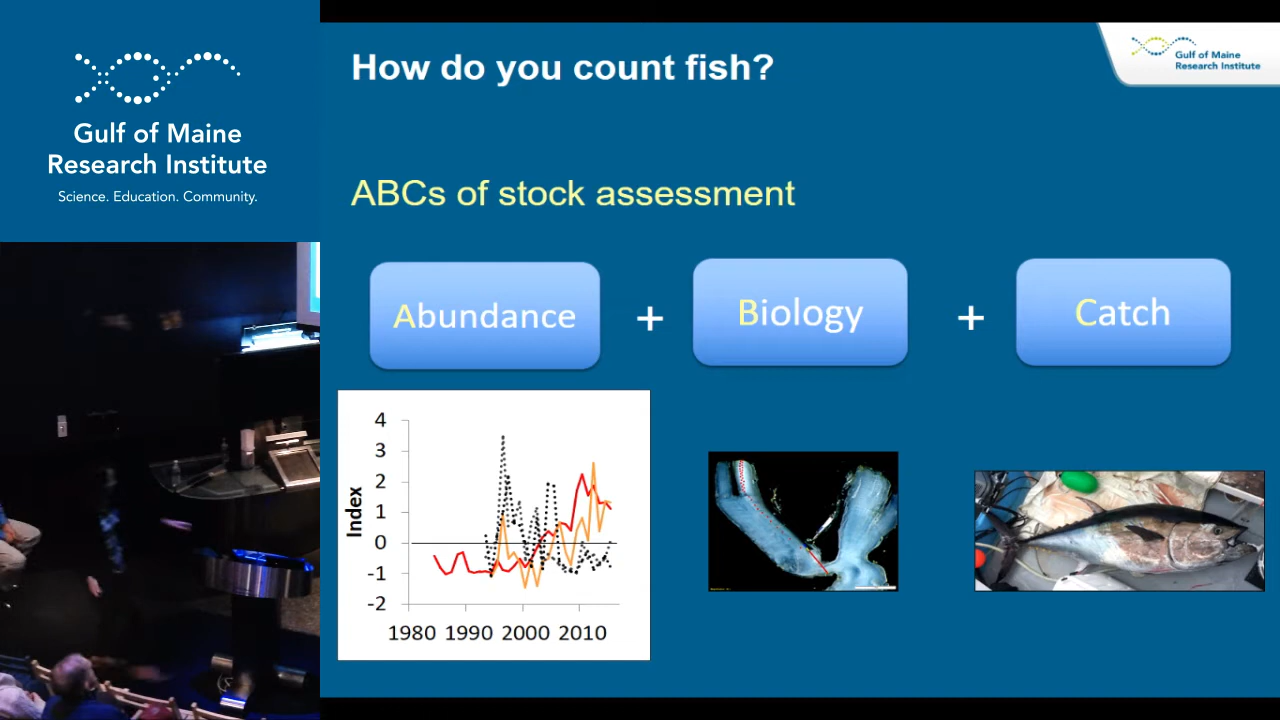 Gulf of Maine
Research Institute
Science. Education. Community.
How do you count fish?
Gulf of Maine
Research Institute
ABCs of stock assessment
Abundance + Biology + Catch
4
3
2
1
0
-1
-2
Index
1980 1990 2000 2010